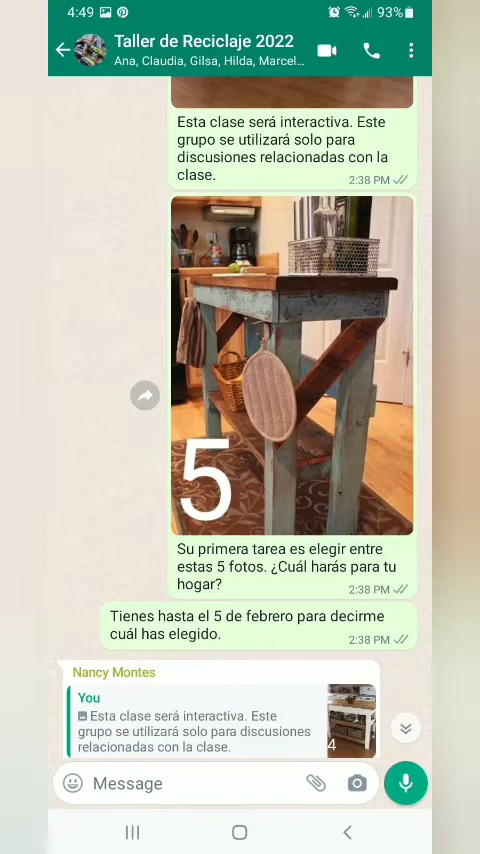 4:49
93%
Taller de Reciclaje 2022
Ana, Claudia, Gilsa, Hilda, Marcel...
Esta clase será interactiva. Este
grupo se utilizará solo para
discusiones relacionadas con la
clase.
2:38 PM
5
Su primera tarea es elegir entre
estas 5 fotos. ¿Cuál harás para tu
hogar?
2:38 PM
Tienes hasta el 5 de febrero para decirme
cuál has elegido.
2:38 PM
Nancy Montes
You
Esta clase será interactiva. Este
grupo se utilizará solo para
discusiones relacionadas con la clase.
4
Message